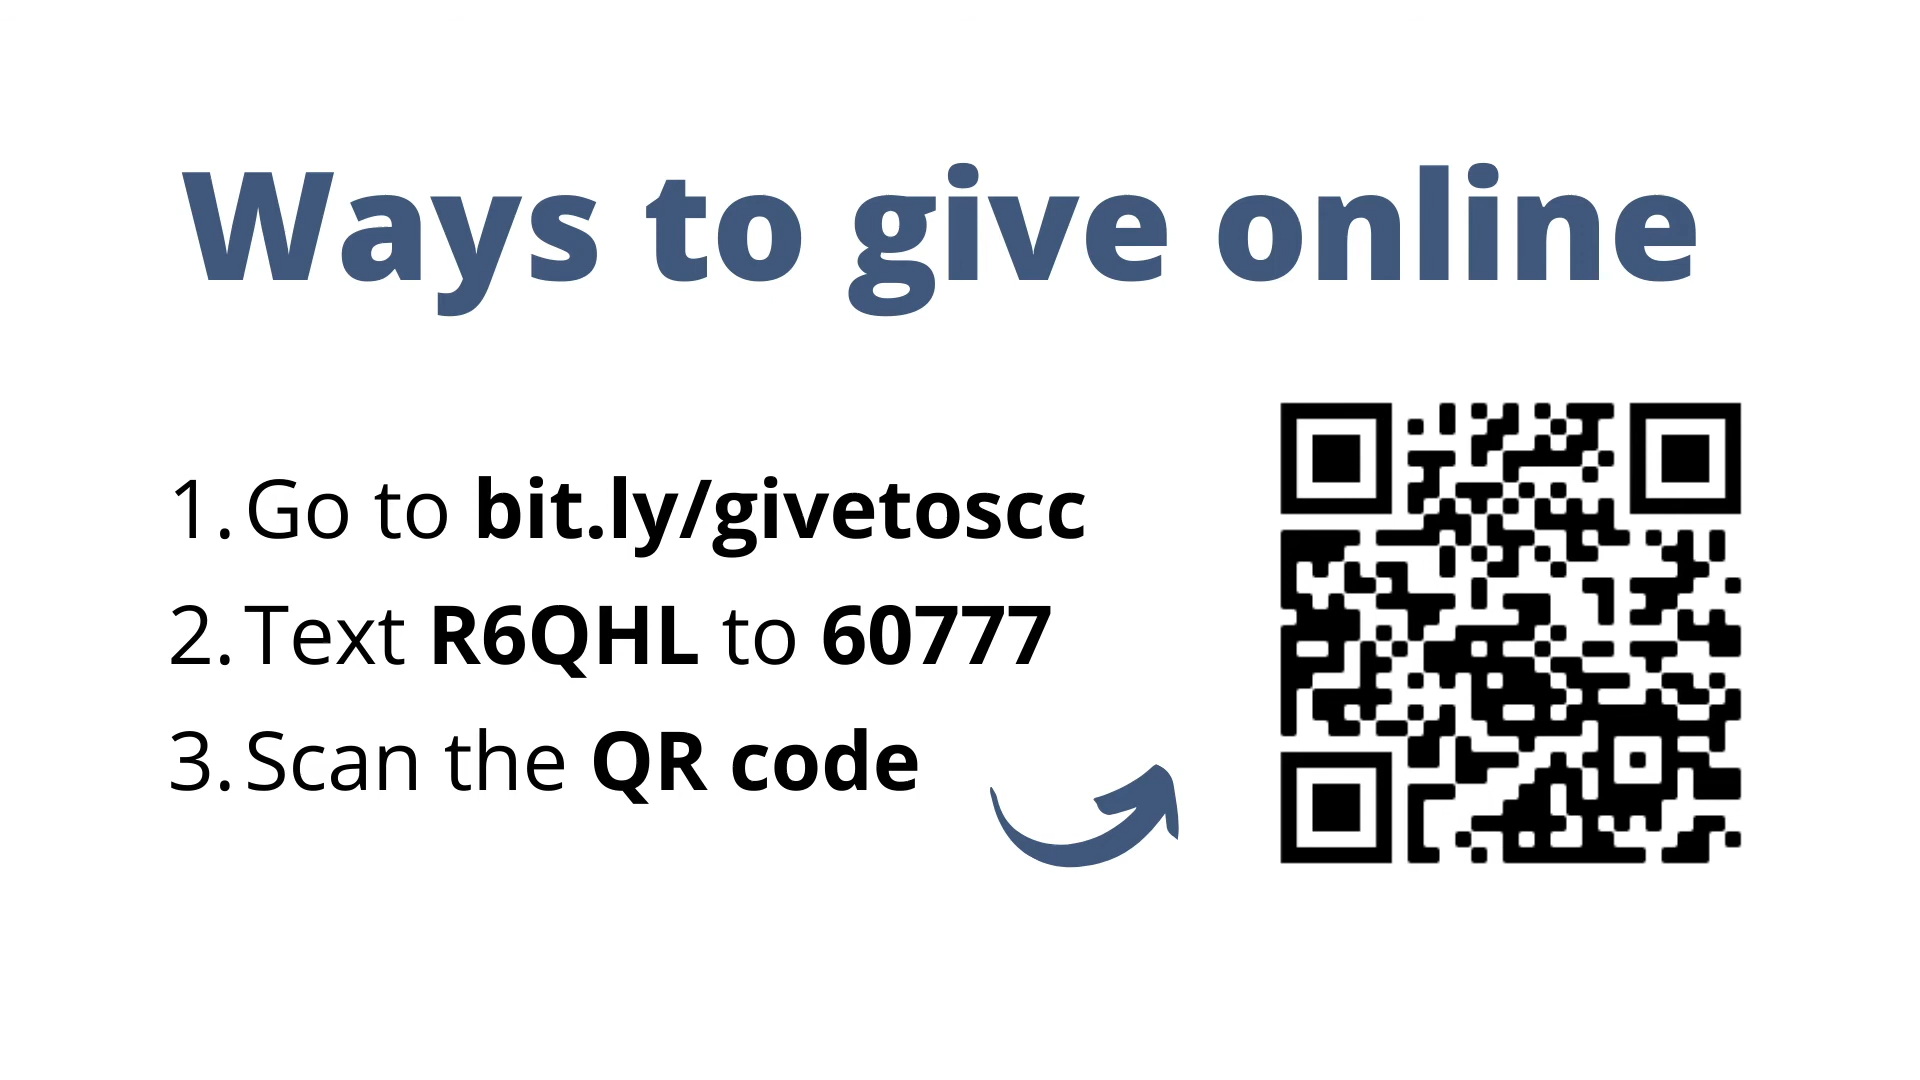 Ways to give online
1. Go to bit.ly/givetoscc
2. Text R6QHL to 60777
3. Scan the QR code